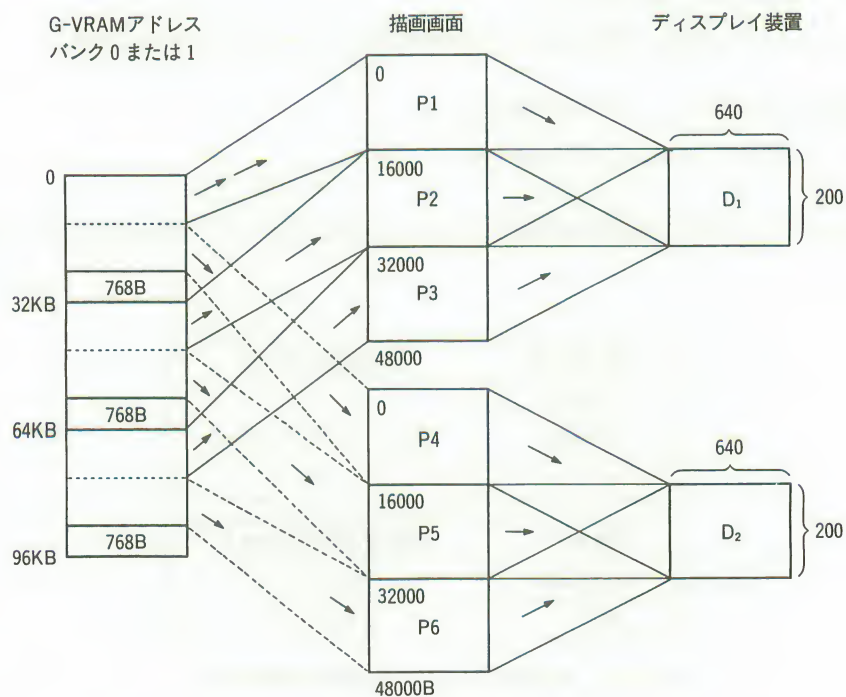 G-VRAMアドレス
バンク0または1
描画画面
ディスプレイ装置
0
768B
32KB
768B
64KB
768B
96KB
0
P1
16000
P2
32000
P3
48000
640
D₁
200
0
P4
16000
P5
32000
P6
48000B
640
D₂
200